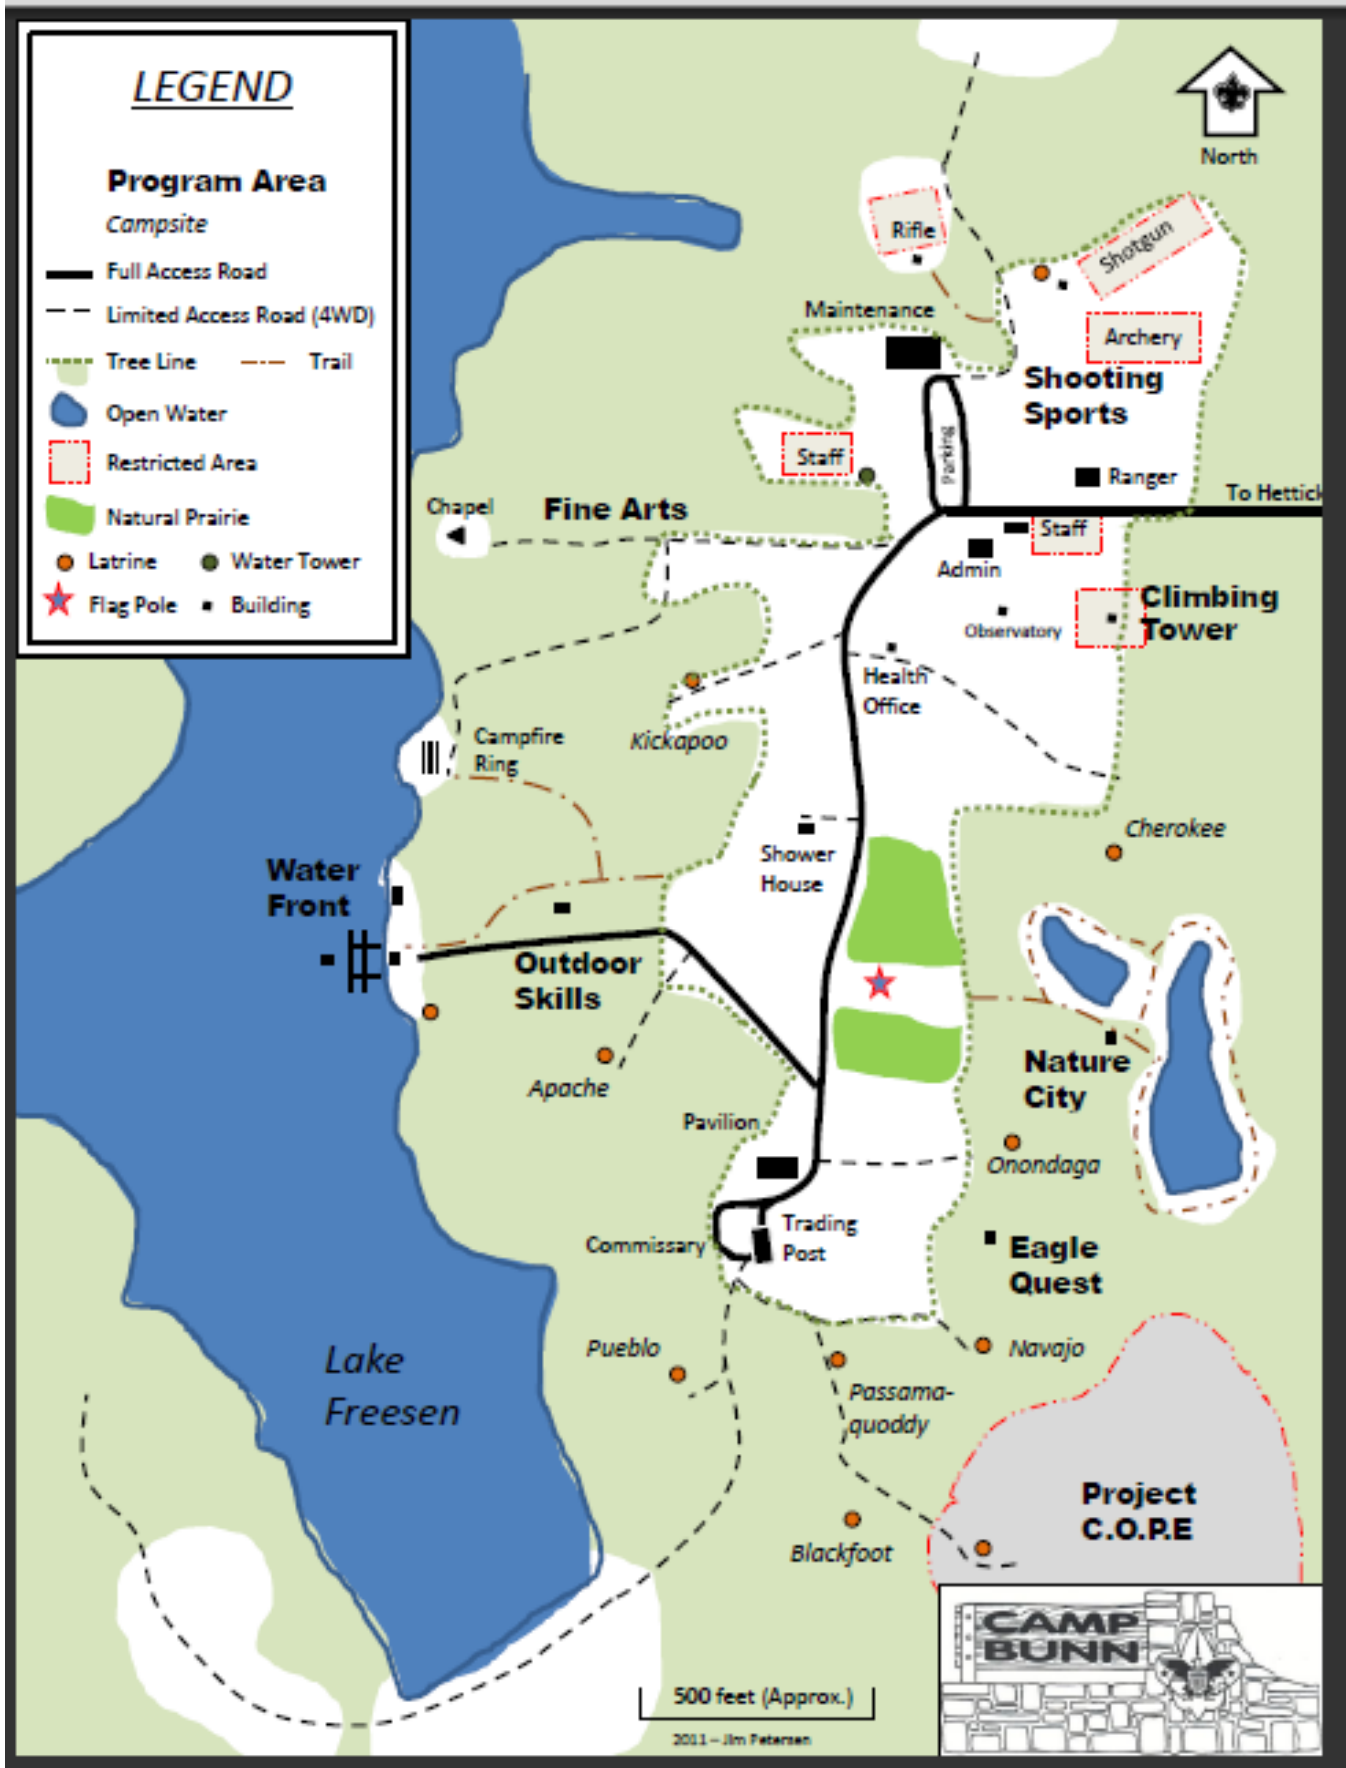 LEGEND
Program Area
Campsite
Full Access Road
Limited Access Road (4WD)
Tree Line
Trail
Open Water
Restricted Area
Natural Prairie
Latrine
Water Tower
Flag Pole
Building
North
Rifle
Shotgun
Maintenance
Archery
Shooting
Sports
Parking
Staff
Ranger
To Hettick
Chapel
Fine Arts
Staff
Admin
Climbing
Tower
Observatory
Health
Office
Kickapoo
Campfire
Ring
Cherokee
Shower
House
Water
Front
Outdoor
Skills
Nature
City
Apache
Pavilion
Onondaga
Trading
Post
Commissary
Eagle
Quest
Pueblo
Navajo
Lake
Freesen
Passama-
quoddy
Project
C.O.P.E
Blackfoot
CAMP
BUNN
500 feet (Approx.)
2011 – Jim Petersen